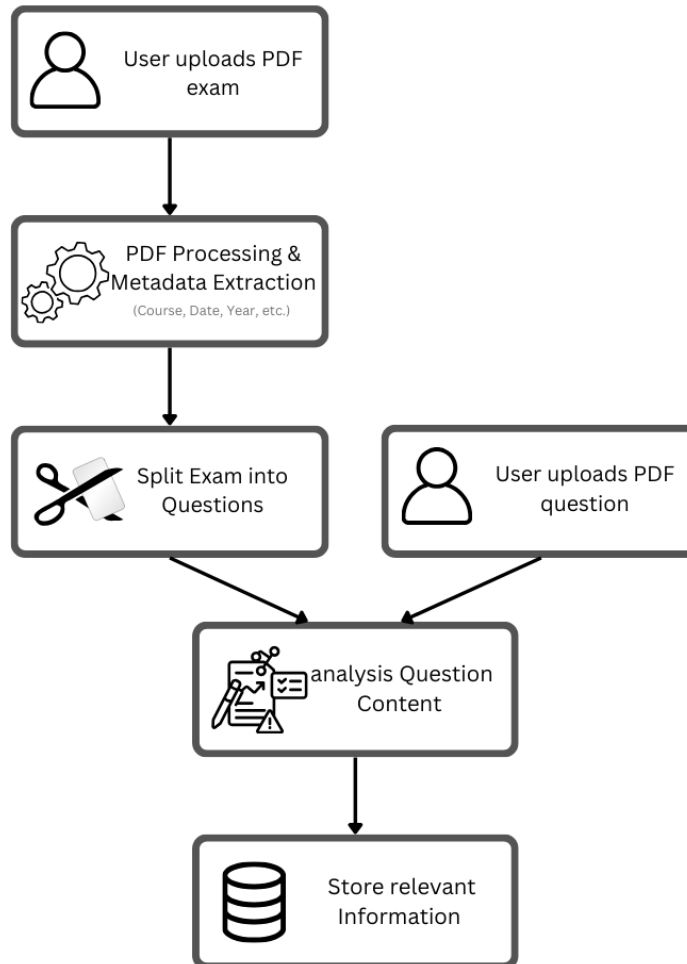 User uploads PDF
exam
PDF Processing &
Metadata Extraction
(Course, Date, Year, etc.)
Split Exam into
Questions
User uploads PDF
question
analysis Question
Content
Store relevant
Information